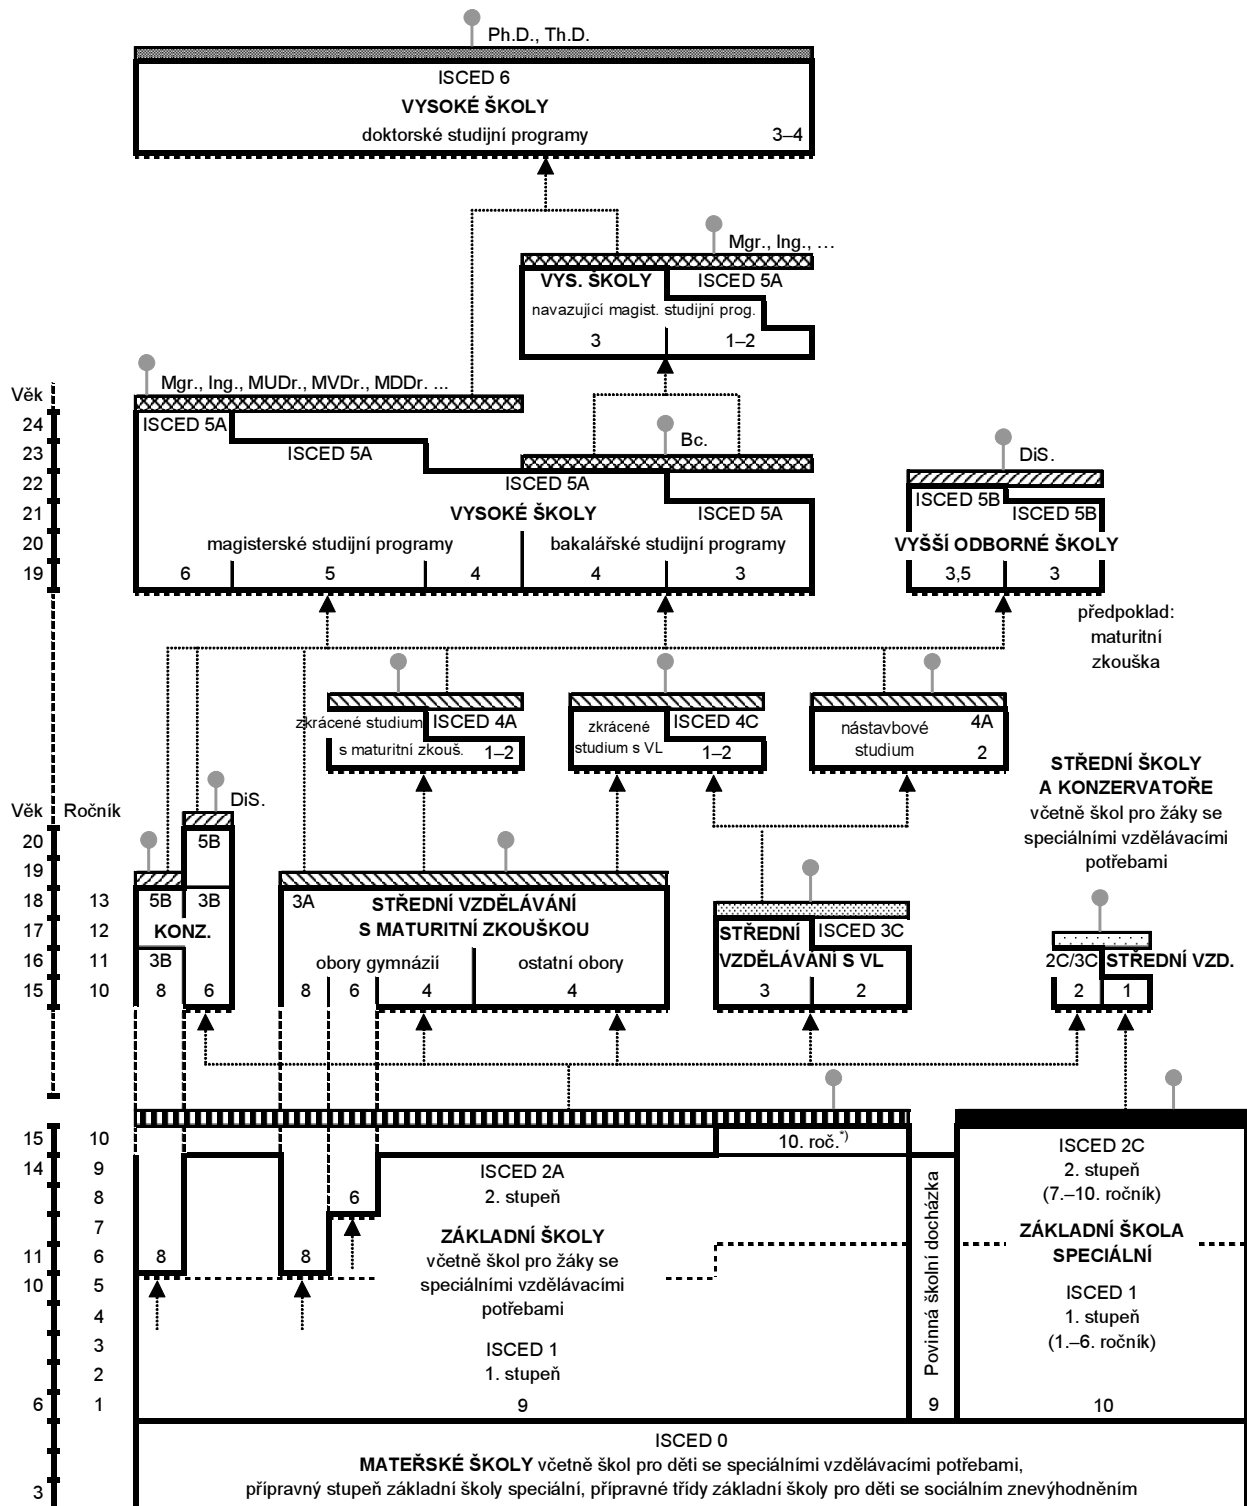 Ph.D., Th.D.
ISCED 6
VYSOKÉ ŠKOLY
doktorské studijní programy 3–4
Mgr., Ing., …
VYS. ŠKOLY ISCED 5A
navazující magist. studijní prog.
3 1–2
Mgr., Ing., MUDr., MVDr., MDDr. ...
Věk
24 ISCED 5A
23 ISCED 5A Bc. DiS.
22 ISCED 5A ISCED 5B
21 VYSOKÉ ŠKOLY ISCED 5A ISCED 5B
20 magisterské studijní programy bakalářské studijní programy VYŠŠÍ ODBORNÉ ŠKOLY
19 6 5 4 4 3 3,5 3
předpoklad:
maturitní
zkouška
zkrácené studium ISCED 4A
s maturitní zkouš. 1–2
zkrácené ISCED 4C
studium s VL 1–2
nástavbové 4A
studium 2
STŘEDNÍ ŠKOLY
A KONZERVATOŘE
včetně škol pro žáky se
speciálními vzdělávacími
potřebami
Věk Ročník DiS.
20 5B
19
18 13 5B 3B 3A STŘEDNÍ VZDĚLÁVÁNÍ
17 12 KONZ. S MATURITNÍ ZKOUŠKOU STŘEDNÍ ISCED 3C
16 11 3B obory gymnázií ostatní obory VZDĚLÁVÁNÍ S VL 2C/3C STŘEDNÍ VZD.
15 10 8 6 8 6 4 4 3 2 2 1
15 10 10. roč.*) ISCED 2C
14 9 ISCED 2A 2. stupeň
8 6 2. stupeň (7.–10. ročník)
7 ZÁKLADNÍ ŠKOLY ZÁKLADNÍ ŠKOLA
11 6 8 8 včetně škol pro žáky se SPECIÁLNÍ
10 5 speciálními vzdělávacími ISCED 1
4 potřebami 1. stupeň
3 ISCED 1 (1.–6. ročník)
2 1. stupeň
Povinná školní docházka
6 1 9 9 10
ISCED 0
MATEŘSKÉ ŠKOLY včetně škol pro děti se speciálními vzdělávacími potřebami,
3 přípravný stupeň základní školy speciální, přípravné třídy základní školy pro děti se sociálním znevýhodněním